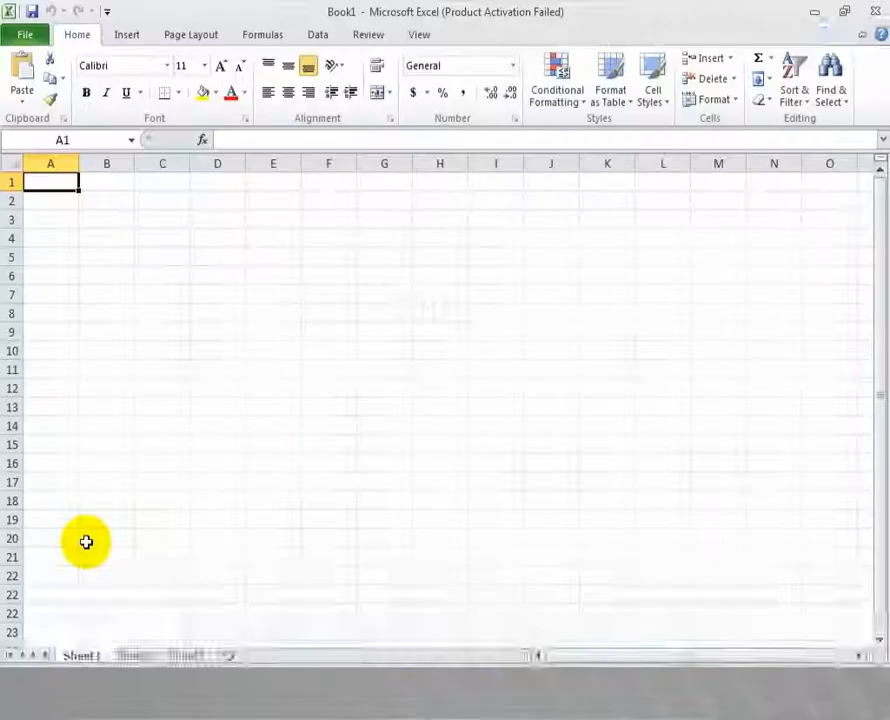 Book1 - Microsoft Excel (Product Activation Failed)
File Home Insert Page Layout Formulas Data Review View
Calibri 11 General Insert
Delete
Paste B I U $ % , Conditional Formatting Format as Table Cell Styles Format Sort & Filter Find & Select
Clipboard Font Alignment Number Styles Cells Editing
A1 fx
A B C D E F G H I J K L M N O
1
2
3
4
5
6
7
8
9
10
11
12
13
14
15
16
17
18
19
20
21
22
22
22
23
Sheet1